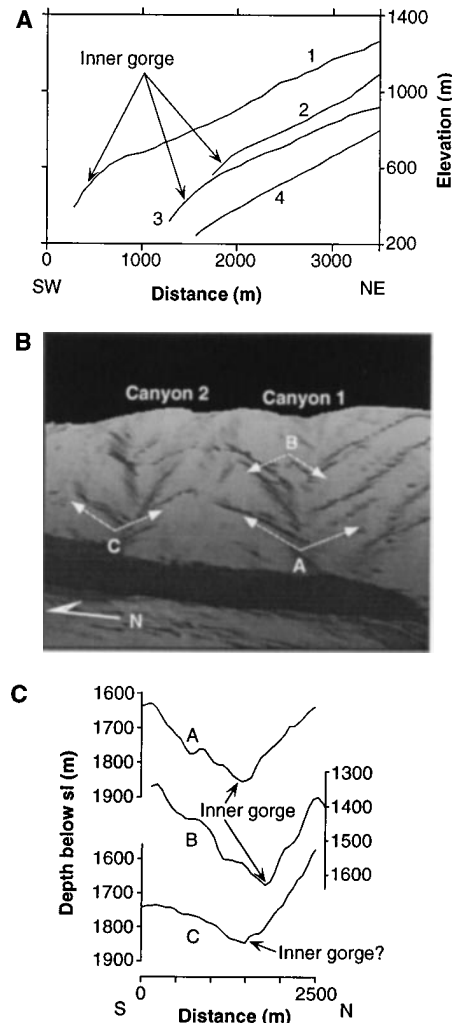 A
1400
Inner gorge
1
1000
2
Elevation (m)
600
3
4
200
0
1000
2000
3000
SW
Distance (m)
NE
B
Canyon 2
Canyon 1
B
C
A
N
C
1600
1700
A
1800
1900
1300
Inner gorge
1400
B
1500
1600
Depth below sl (m)
1600
1700
1800
C
1900
Inner gorge?
0
2500
S
Distance (m)
N